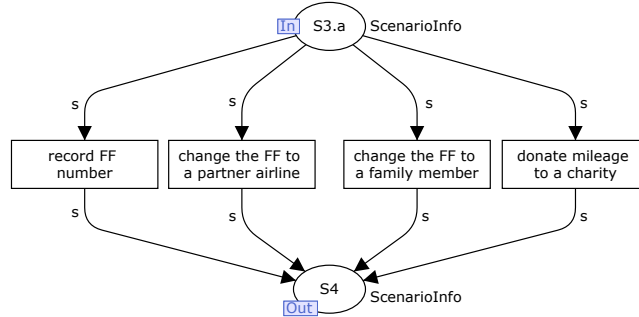 In S3.a ScenarioInfo
s s s s
record FF
number
change the FF to
a partner airline
change the FF to
a family member
donate mileage
to a charity
s s s s
S4
Out ScenarioInfo